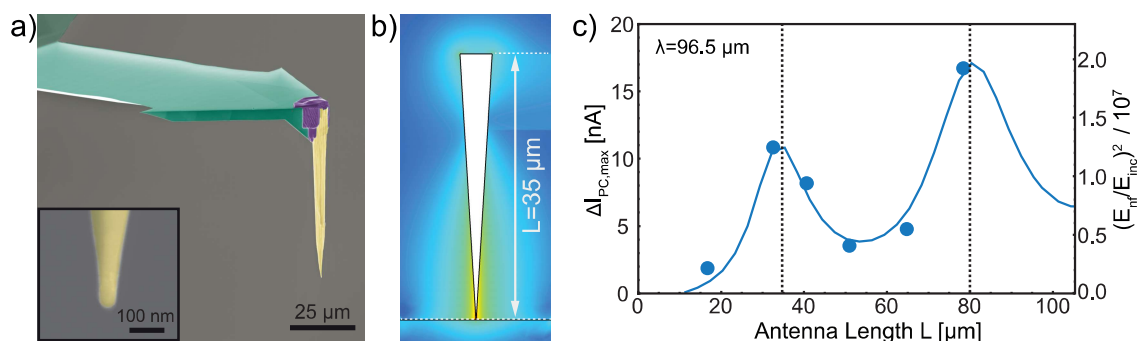 a)
100 nm
25 µm
b)
L=35 µm
c)
λ=96.5 µm
ΔI_PC,max [nA]
20
15
10
5
0
0 20 40 60 80 100
Antenna Length L [µm]
2.0
1.5
1.0
0.5
0.0
(E_nf/E_inc)² / 10⁷